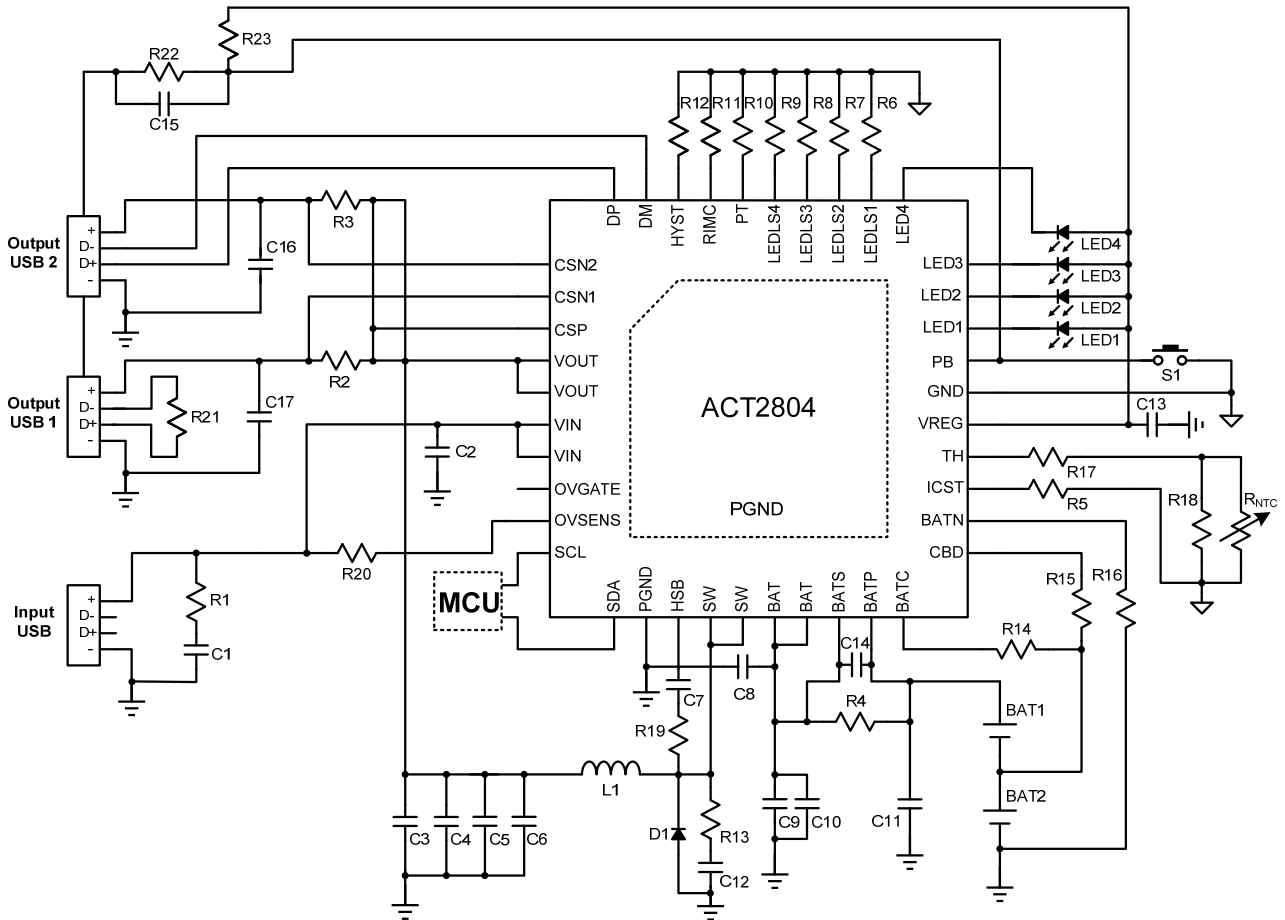 R23
R22
C15
R12 R11 R10 R9 R8 R7 R6
DP DM HYST RIMC PT LEDLS4 LEDLS3 LEDLS2 LEDLS1 LED4
R3
Output
USB 2
+
D-
D+
-
C16
CSN2
CSN1
CSP
VOUT
VOUT
VIN
VIN
OVGATE
OVSENS
SCL
LED3
LED2
LED1
PB
GND
VREG
TH
ICST
BATN
CBD
LED4
LED3
LED2
LED1
S1
C13
R17
R5
R18
RNTC
ACT2804
PGND
R2
Output
USB 1
+
D-
D+
-
R21
C17
C2
R20
Input
USB
+
D-
D+
-
R1
C1
MCU
SDA PGND HSB SW SW BAT BAT BATS BATP BATC
R15 R16
R14
C14
C8
C7
R4
R19
BAT1
BAT2
L1
C3 C4 C5 C6
D1
R13
C12
C9 C10
C11